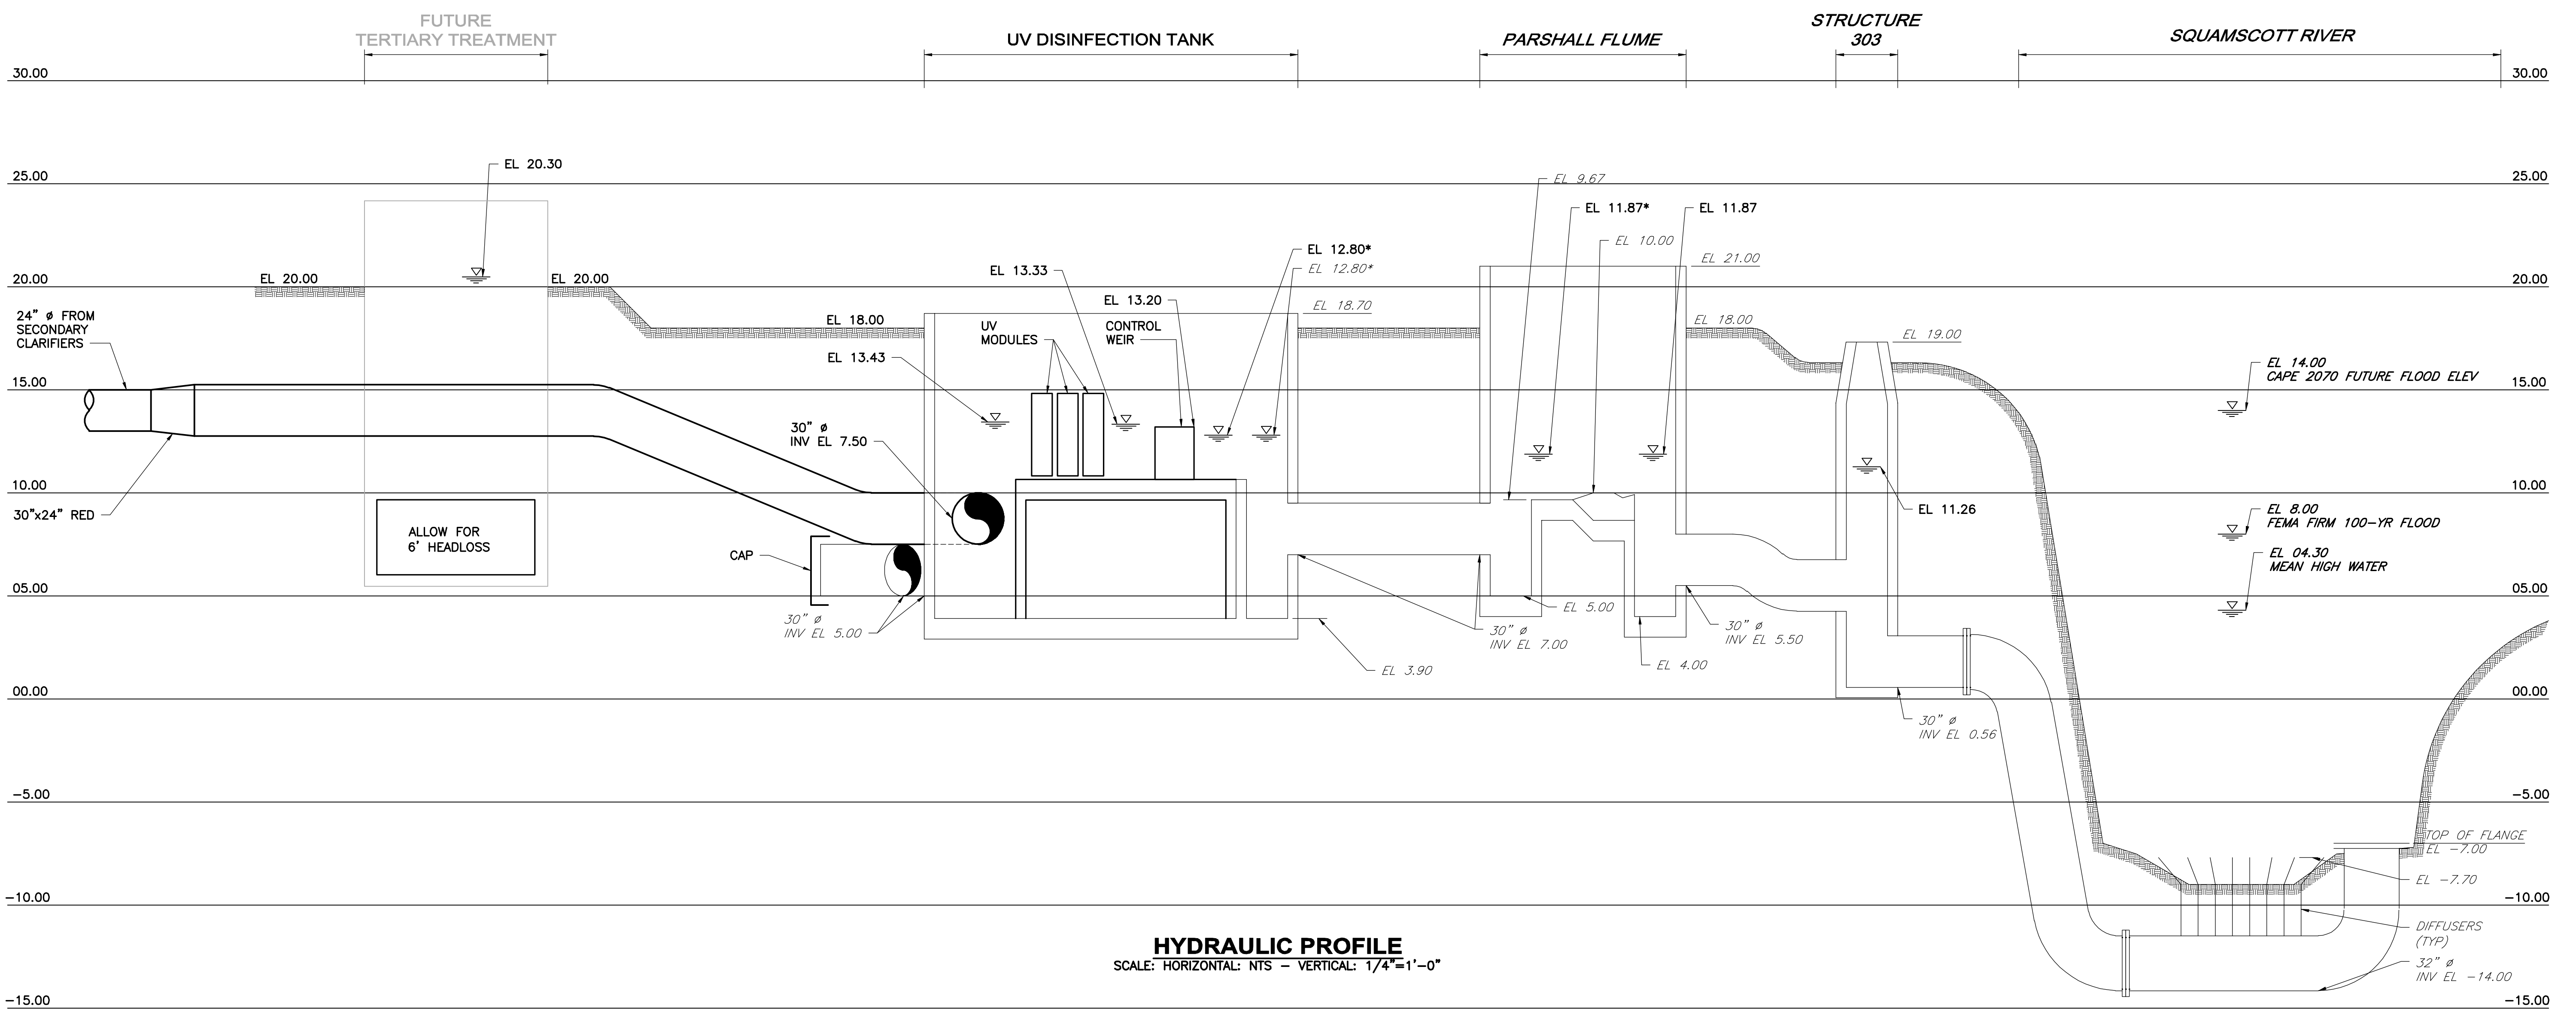 FUTURE
TERTIARY TREATMENT
UV DISINFECTION TANK
PARSHALL FLUME
STRUCTURE
303
SQUAMSCOTT RIVER
30.00
30.00
EL 20.30
25.00
25.00
EL 9.67
EL 11.87*
EL 11.87
EL 10.00
EL 12.80*
EL 12.80*
EL 13.33
EL 21.00
20.00
EL 20.00
EL 20.00
20.00
EL 13.20
EL 18.70
24" ø FROM
SECONDARY
CLARIFIERS
EL 18.00
UV
MODULES
CONTROL
WEIR
EL 18.00
EL 19.00
EL 13.43
EL 14.00
CAPE 2070 FUTURE FLOOD ELEV
15.00
15.00
30" ø
INV EL 7.50
10.00
10.00
30"x24" RED
ALLOW FOR
6' HEADLOSS
EL 11.26
EL 8.00
FEMA FIRM 100-YR FLOOD
CAP
EL 04.30
MEAN HIGH WATER
05.00
05.00
EL 5.00
30" ø
INV EL 5.00
30" ø
INV EL 7.00
30" ø
INV EL 5.50
EL 3.90
EL 4.00
00.00
00.00
30" ø
INV EL 0.56
-5.00
-5.00
TOP OF FLANGE
EL -7.00
EL -7.70
-10.00
-10.00
DIFFUSERS
(TYP)
HYDRAULIC PROFILE
SCALE: HORIZONTAL: NTS - VERTICAL: 1/4"=1'-0"
32" ø
INV EL -14.00
-15.00
-15.00